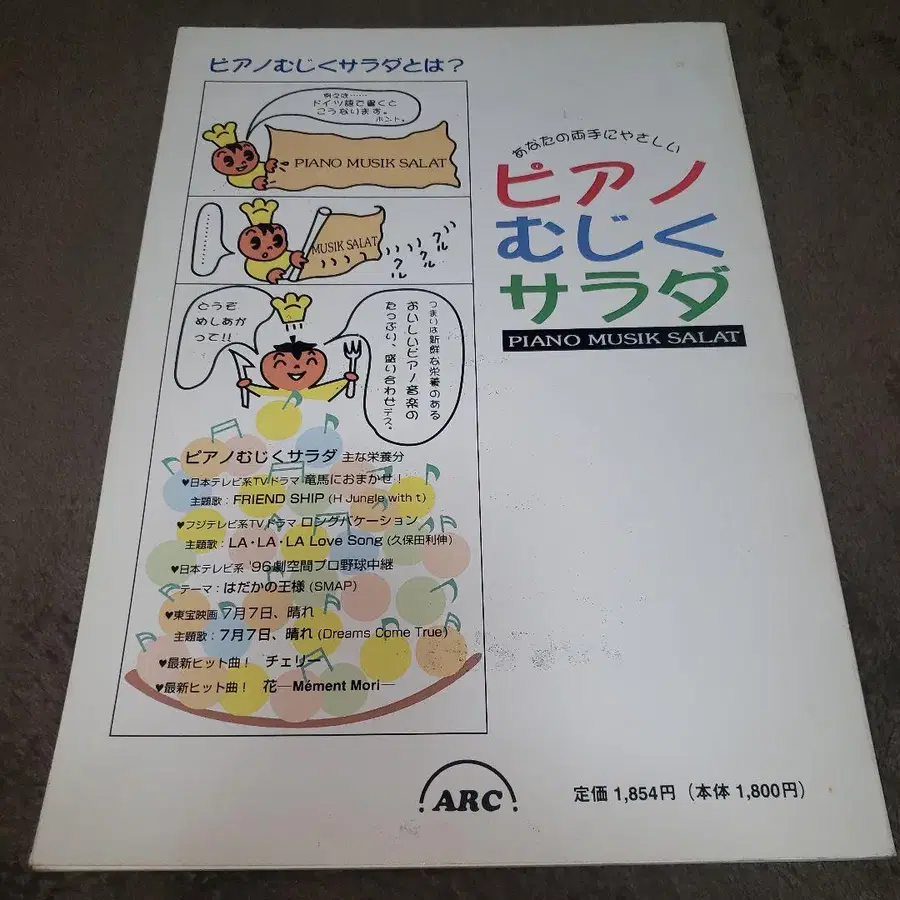 ピアノむじくサラダとは?
ドイツ語で書くと
こうなります。
ホント。
PIANO MUSIK SALAT
MUSIK SALAT
クル
クル
どうぞ
めしあが
って!!
つまりは新鮮な栄養のある
おいしいピアノ音楽の
たっぷり、盛り合わせデス。
ピアノむじくサラダ 主な栄養分
♥日本テレビ系TVドラマ 竜馬におまかせ!
主題歌:FRIEND SHIP (H Jungle with t)
♥フジテレビ系TVドラマ ロングバケーション
主題歌:LA・LA・LA Love Song (久保田利伸)
♥日本テレビ系 '96劇空間プロ野球中継
テーマ:はだかの王様 (SMAP)
♥東宝映画 7月7日、晴れ
主題歌:7月7日、晴れ (Dreams Come True)
♥最新ヒット曲! チェリー
♥最新ヒット曲! 花―Mément Mori―
あなたの両手にやさしい
ピアノ
むじく
サラダ
PIANO MUSIK SALAT
ARC
定価 1,854円 (本体 1,800円)